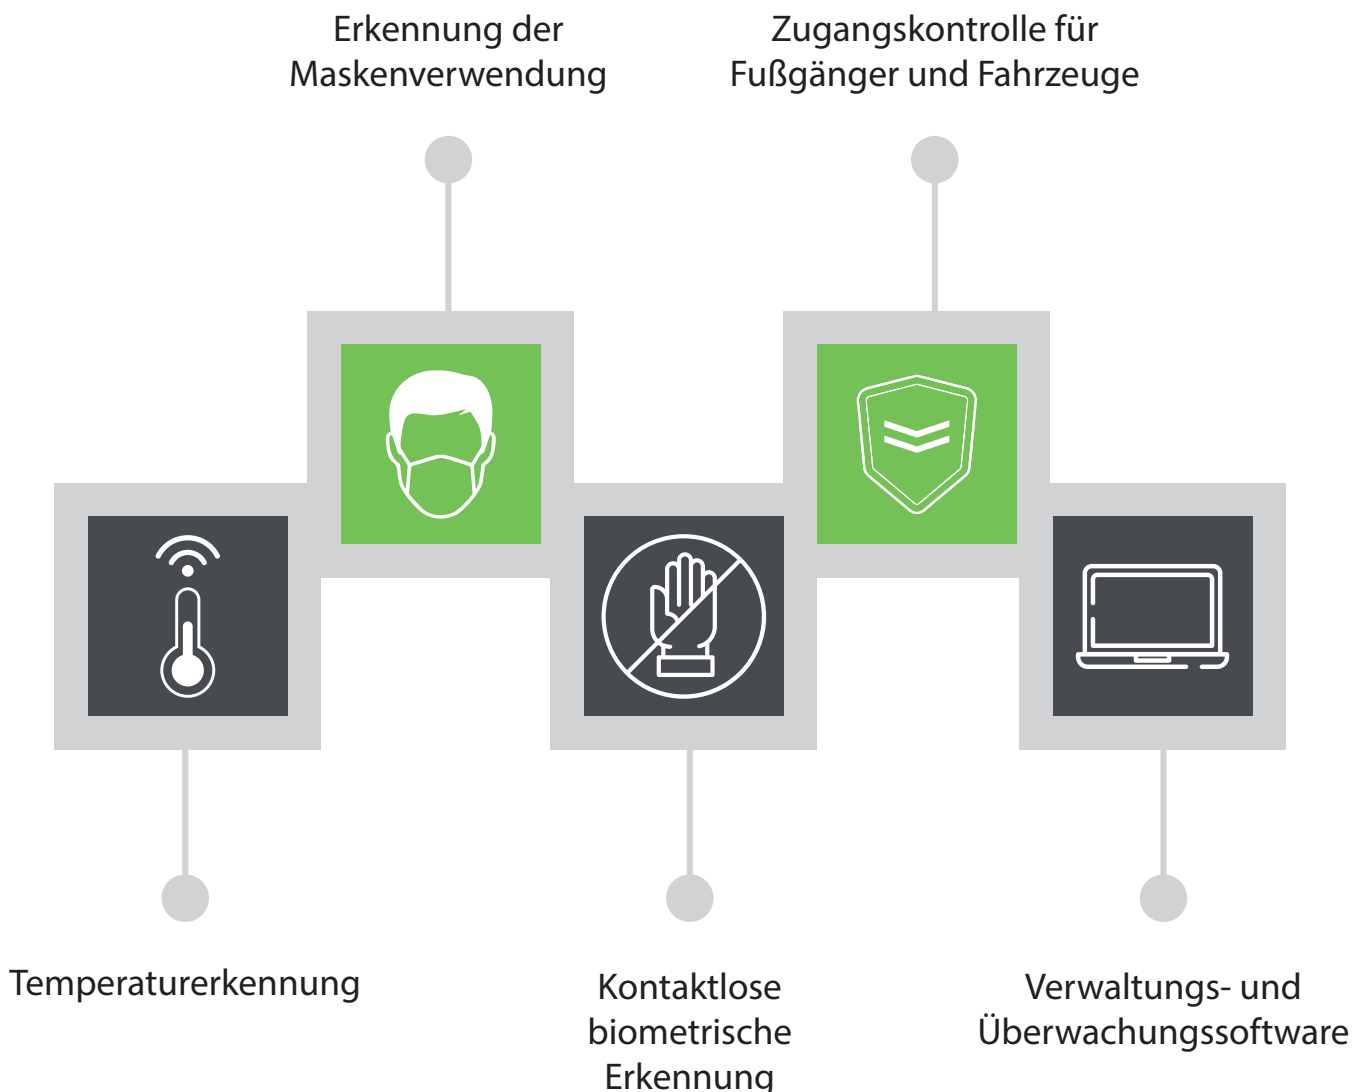 Erkennung der
Maskenverwendung
Zugangskontrolle für
Fußgänger und Fahrzeuge
Temperaturerkennung
Kontaktlose
biometrische
Erkennung
Verwaltungs- und
Überwachungssoftware